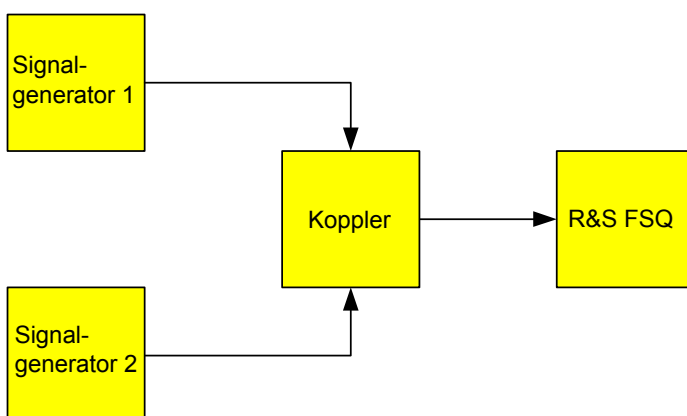 Signal-
generator 1
Koppler
R&S FSQ
Signal-
generator 2